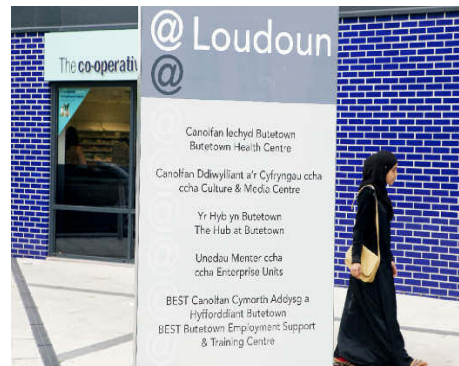 The co-operati
@ Loudoun
@
Canolfan Iechyd Butetown
Butetown Health Centre
Canolfan Ddiwylliant a'r Cyfryngau ccha
ccha Culture & Media Centre
Yr Hyb yn Butetown
The Hub at Butetown
Unedau Menter ccha
ccha Enterprise Units
BEST Canolfan Cymorth Addysg a
Hyfforddiant Butetown
BEST Butetown Employment Support
& Training Centre